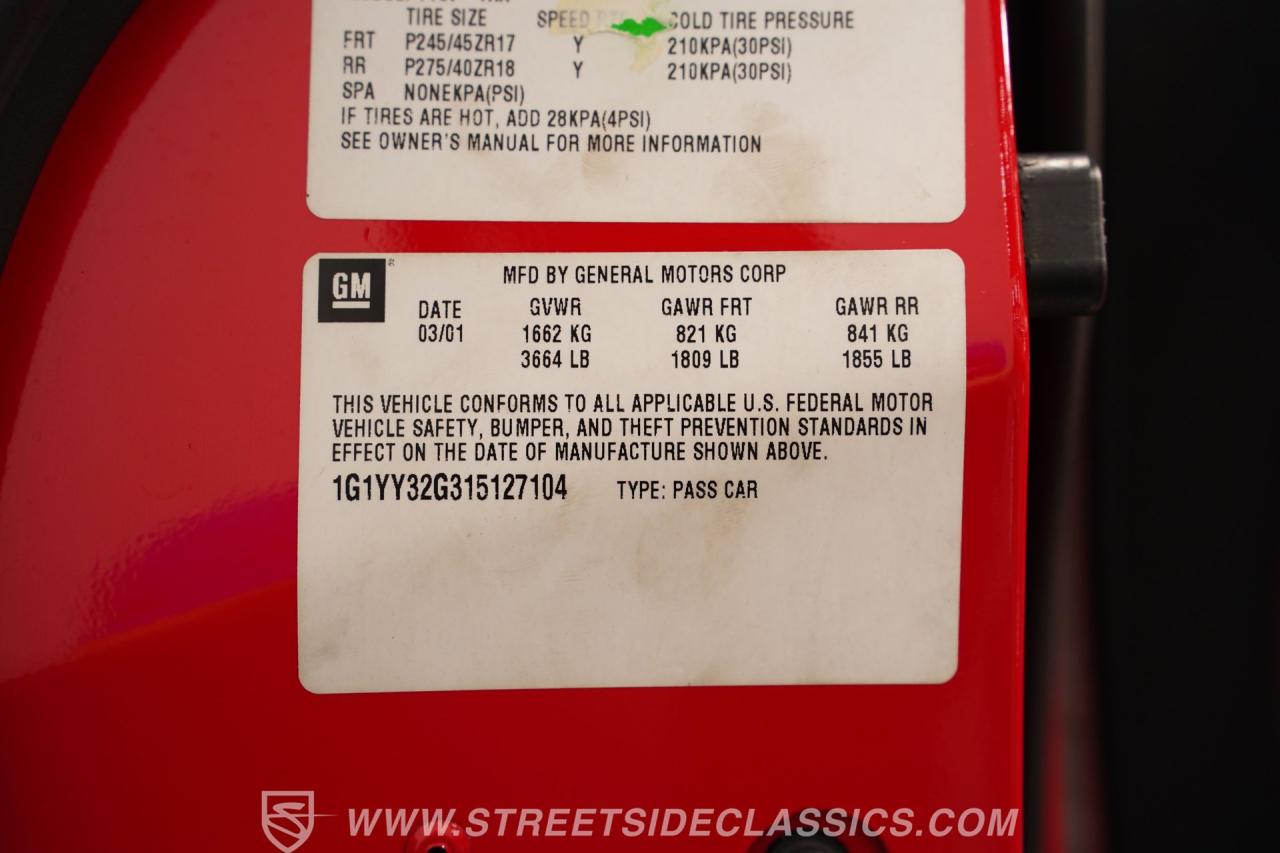 TIRE SIZE SPEED COLD TIRE PRESSURE
FRT P245/45ZR17 Y 210KPA(30PSI)
RR P275/40ZR18 Y 210KPA(30PSI)
SPA NONEKPA(PSI)
IF TIRES ARE HOT, ADD 28KPA(4PSI)
SEE OWNER'S MANUAL FOR MORE INFORMATION
GM MFD BY GENERAL MOTORS CORP
DATE GVWR GAWR FRT GAWR RR
03/01 1662 KG 821 KG 841 KG
3664 LB 1809 LB 1855 LB
THIS VEHICLE CONFORMS TO ALL APPLICABLE U.S. FEDERAL MOTOR
VEHICLE SAFETY, BUMPER, AND THEFT PREVENTION STANDARDS IN
EFFECT ON THE DATE OF MANUFACTURE SHOWN ABOVE.
1G1YY32G315127104 TYPE: PASS CAR
WWW.STREETSIDECLASSICS.COM